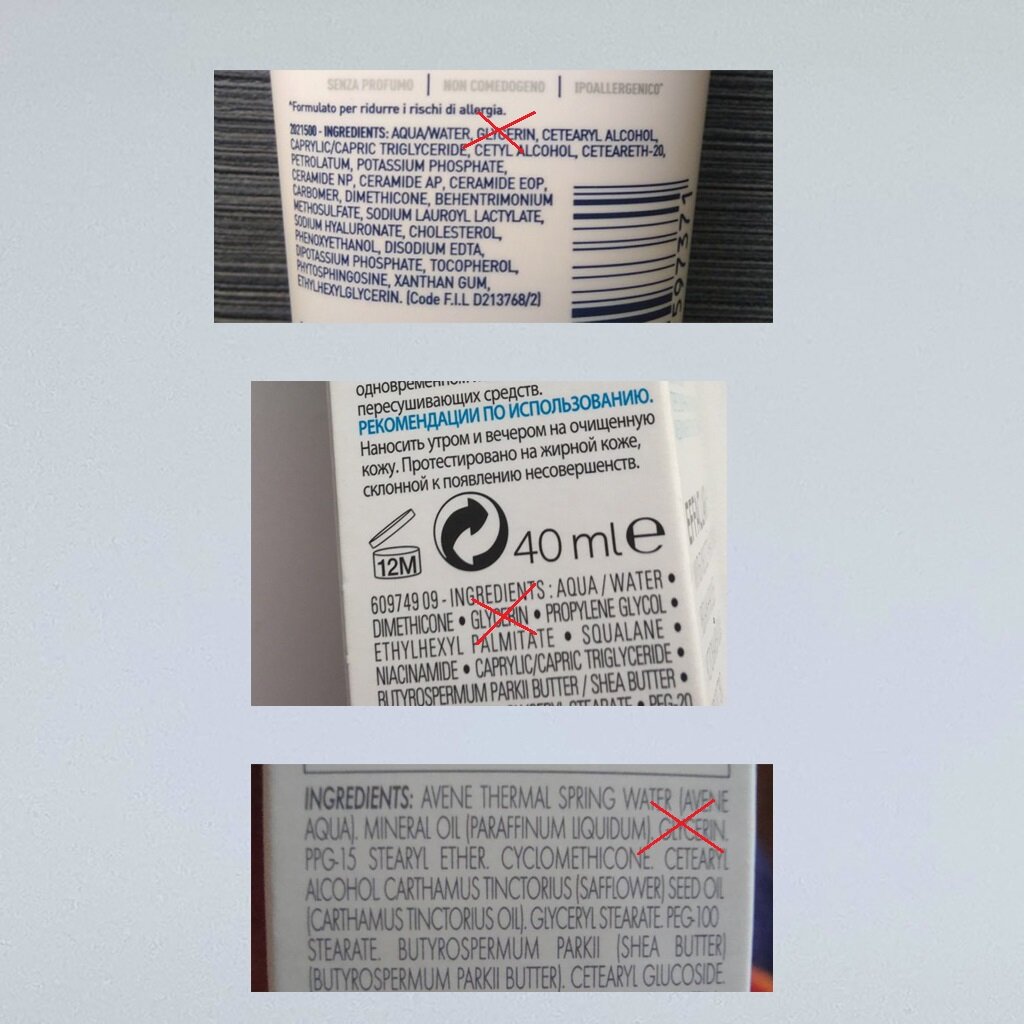 SENZA PROFUMO | NON COMEDOGENO | IPOALLERGENICO*
*Formulato per ridurre i rischi di allergia.
2021500 - INGREDIENTS: AQUA/WATER, GLYCERIN, CETEARYL ALCOHOL,
CAPRYLIC/CAPRIC TRIGLYCERIDE, CETYL ALCOHOL, CETEARETH-20,
PETROLATUM, POTASSIUM PHOSPHATE,
CERAMIDE NP, CERAMIDE AP, CERAMIDE EOP,
CARBOMER, DIMETHICONE, BEHENTRIMONIUM
METHOSULFATE, SODIUM LAUROYL LACTYLATE,
SODIUM HYALURONATE, CHOLESTEROL,
PHENOXYETHANOL, DISODIUM EDTA,
DIPOTASSIUM PHOSPHATE, TOCOPHEROL,
PHYTOSPHINGOSINE, XANTHAN GUM,
ETHYLHEXYLGLYCERIN. (Code F.I.L D213768/2)
597371
пересушивающих средств.
РЕКОМЕНДАЦИИ ПО ИСПОЛЬЗОВАНИЮ.
Наносить утром и вечером на очищенную
кожу. Протестировано на жирной коже,
склонной к появлению несовершенств.
12M
40 ml e
609749 09 - INGREDIENTS : AQUA / WATER •
DIMETHICONE • GLYCERIN • PROPYLENE GLYCOL •
ETHYLHEXYL PALMITATE • SQUALANE •
NIACINAMIDE • CAPRYLIC/CAPRIC TRIGLYCERIDE •
BUTYROSPERMUM PARKII BUTTER / SHEA BUTTER •
STEARATE • PEG-20
INGREDIENTS: AVENE THERMAL SPRING WATER (AVENE
AQUA). MINERAL OIL (PARAFFINUM LIQUIDUM). GLYCERIN.
PPG-15 STEARYL ETHER. CYCLOMETHICONE. CETEARYL
ALCOHOL CARTHAMUS TINCTORIUS (SAFFLOWER) SEED OIL
(CARTHAMUS TINCTORIUS OIL). GLYCERYL STEARATE. PEG-100
STEARATE. BUTYROSPERMUM PARKII (SHEA BUTTER)
(BUTYROSPERMUM PARKII BUTTER). CETEARYL GLUCOSIDE.